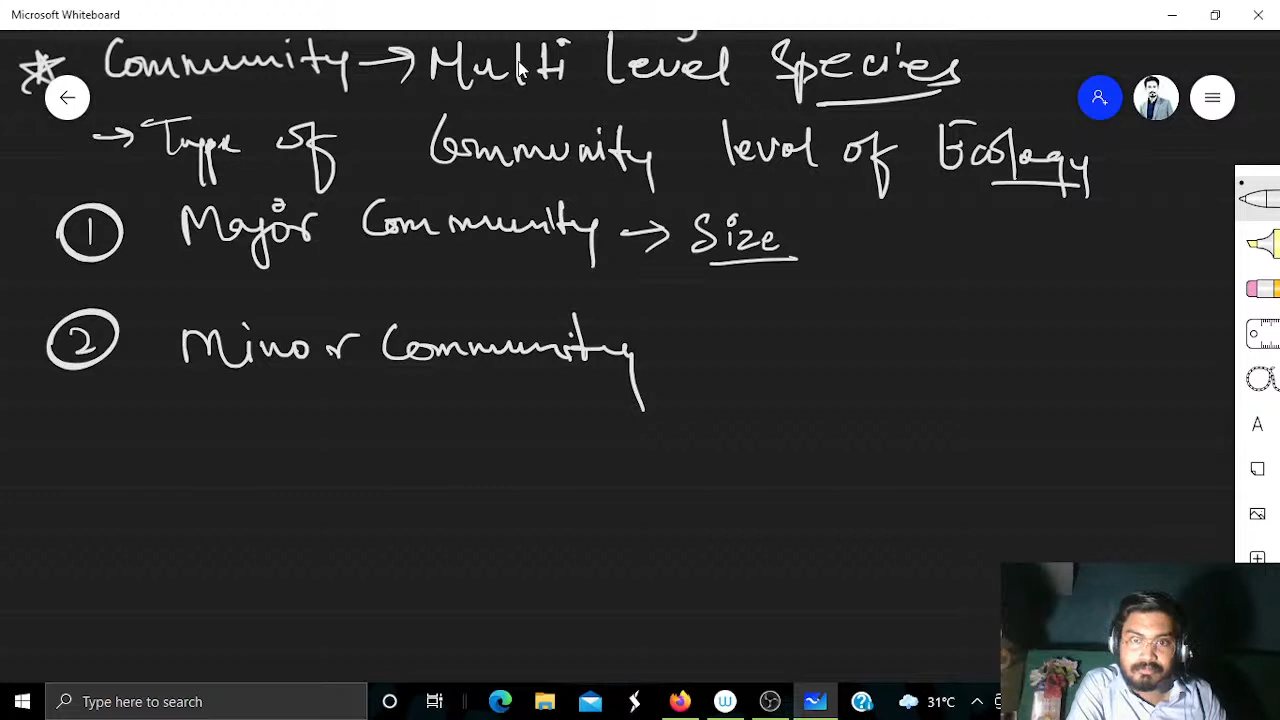 Microsoft Whiteboard
Community → Multi Level Species
→ Type of Community level of Ecology
① Major Community → Size
② Minor Community
A
Type here to search
31°C